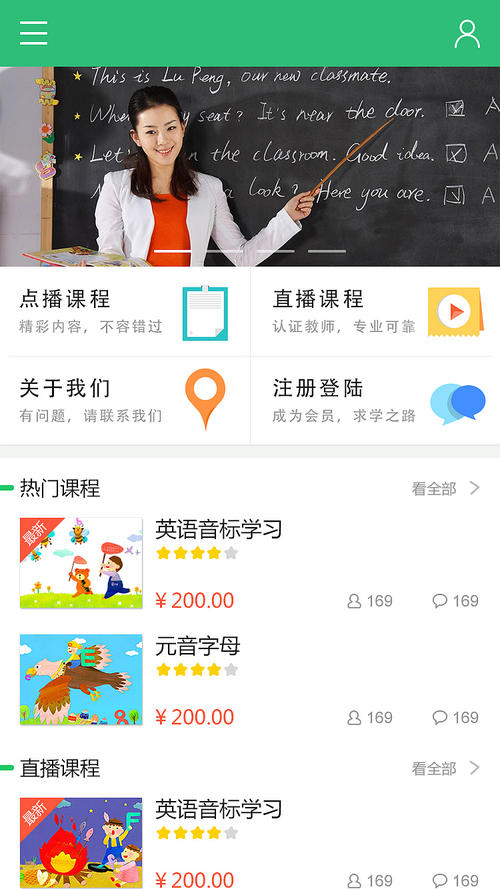 This is Lu Peng, our new classmate.
Whe my seat? It's near the door. A
Let' in the classroom. Good idea. A
a look? Here you are. A
点播课程
精彩内容，不容错过
直播课程
认证教师，专业可靠
关于我们
有问题，请联系我们
注册登陆
成为会员，求学之路
热门课程
看全部
最新
英语音标学习
¥200.00
169
169
E
元音字母
¥200.00
169
169
直播课程
看全部
最新
F
英语音标学习
¥200.00
169
169